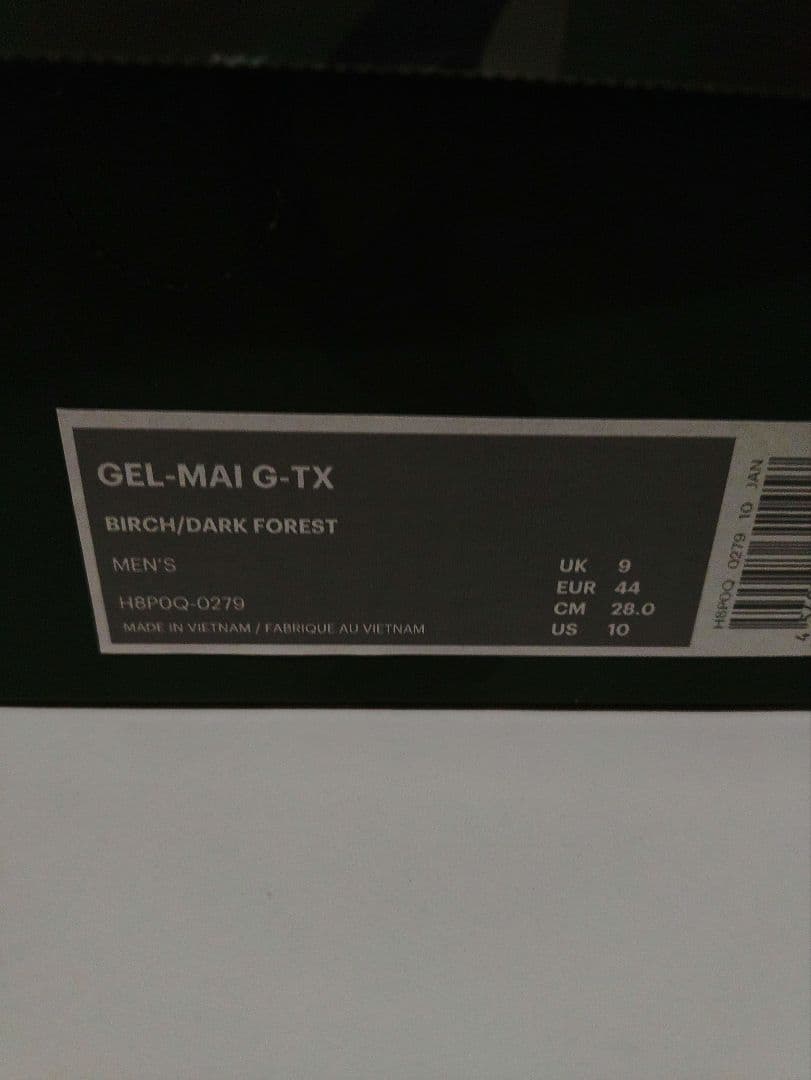 GEL-MAI G-TX
BIRCH/DARK FOREST
MEN'S
H8P0Q-0279
MADE IN VIETNAM / FABRIQUE AU VIETNAM
UK 9
EUR 44
CM 28.0
US 10
H8P0Q 0279 10 JAN